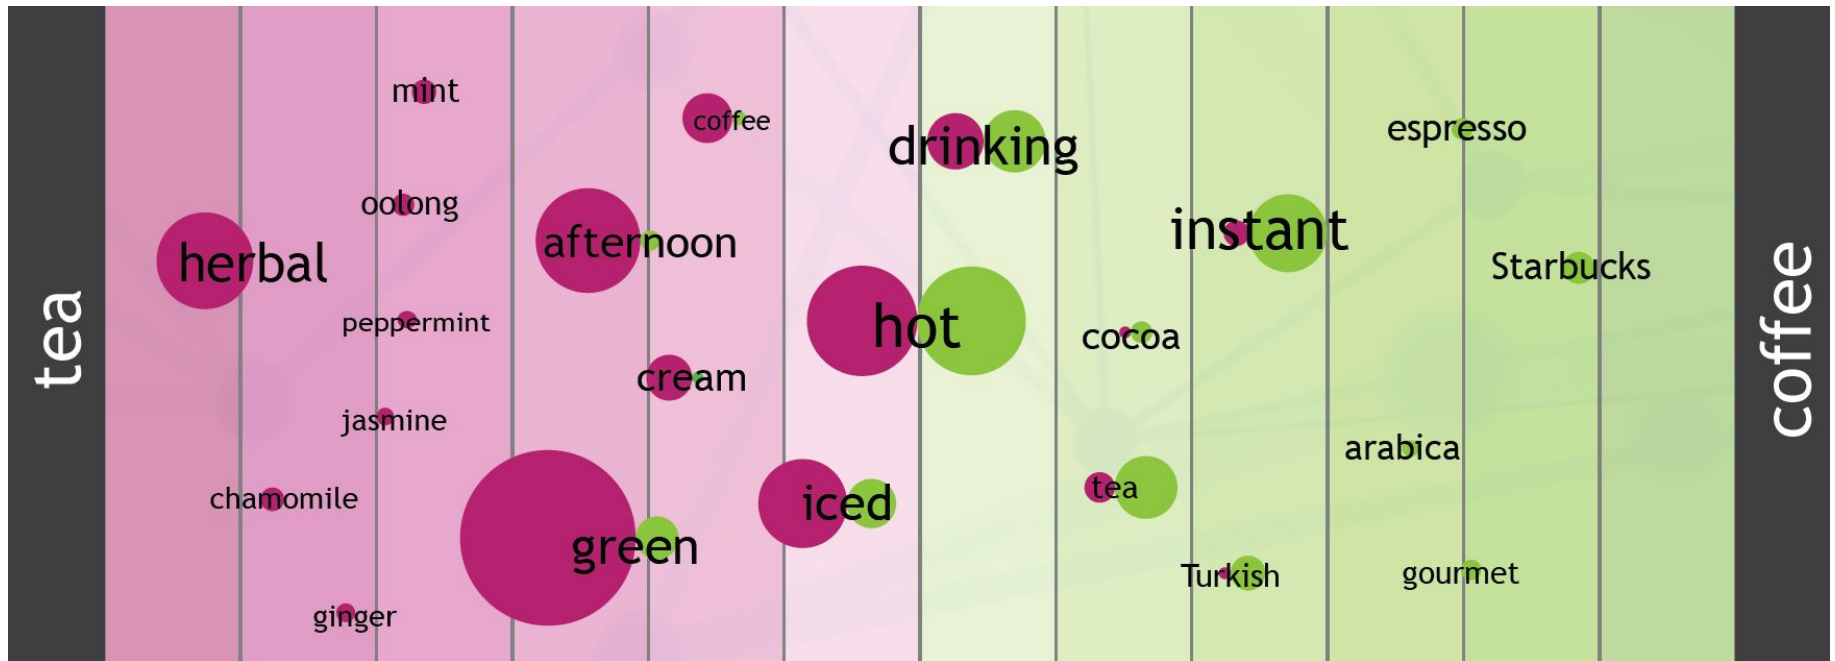 tea
mint
coffee
drinking
espresso
oolong
herbal
afternoon
instant
Starbucks
peppermint
hot
cocoa
cream
jasmine
arabica
chamomile
green
iced
tea
Turkish
gourmet
ginger
coffee